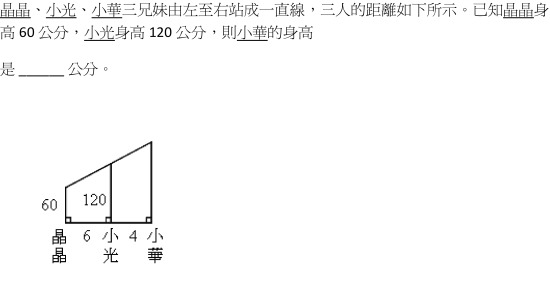 晶晶、小光、小華三兄妹由左至右站成一直線，三人的距離如下所示。已知晶晶身
高 60 公分，小光身高 120 公分，則小華的身高
是 ______ 公分。
60
120
晶晶 6 小光 4 小華